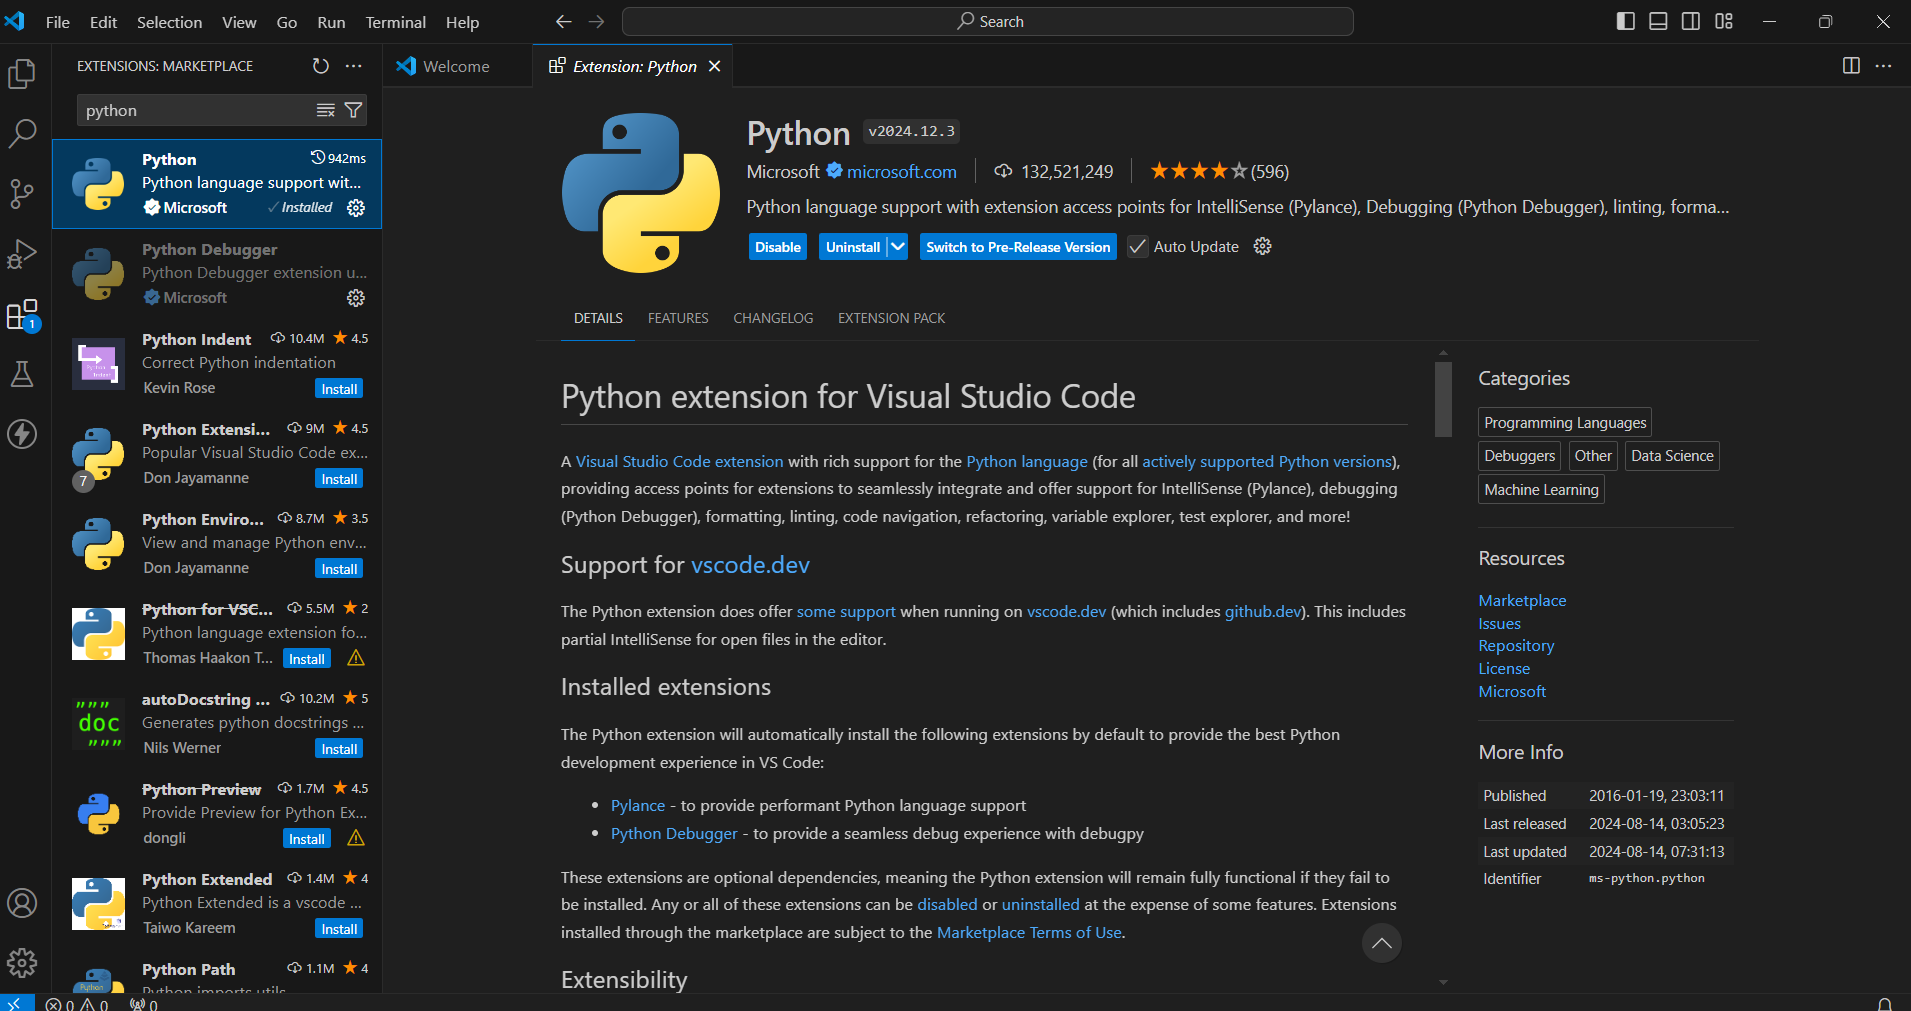 File Edit Selection View Go Run Terminal Help
Search
EXTENSIONS: MARKETPLACE
python
Python 942ms
Python language support wit...
Microsoft Installed
Python Debugger
Python Debugger extension u...
Microsoft
Python Indent 10.4M 4.5
Correct Python indentation
Kevin Rose Install
Python Extensi... 9M 4.5
Popular Visual Studio Code ex...
7
Don Jayamanne Install
Python Enviro... 8.7M 3.5
View and manage Python env...
Don Jayamanne Install
Python for VSC... 5.5M 2
Python language extension fo...
Thomas Haakon T... Install
autoDocstring ... 10.2M 5
"""
doc
"""
Generates python docstrings ...
Nils Werner Install
Python Preview 1.7M 4.5
Provide Preview for Python Ex...
dongli Install
Python Extended 1.4M 4
Python Extended is a vscode ...
Taiwo Kareem Install
Python Path 1.1M 4
Python imports utils
1
0 0 0
Welcome
Extension: Python
Python v2024.12.3
Microsoft microsoft.com 132,521,249 (596)
Python language support with extension access points for IntelliSense (Pylance), Debugging (Python Debugger), linting, forma...
Disable Uninstall Switch to Pre-Release Version Auto Update
DETAILS FEATURES CHANGELOG EXTENSION PACK
Python extension for Visual Studio Code
A Visual Studio Code extension with rich support for the Python language (for all actively supported Python versions),
providing access points for extensions to seamlessly integrate and offer support for IntelliSense (Pylance), debugging
(Python Debugger), formatting, linting, code navigation, refactoring, variable explorer, test explorer, and more!
Support for vscode.dev
The Python extension does offer some support when running on vscode.dev (which includes github.dev). This includes
partial IntelliSense for open files in the editor.
Installed extensions
The Python extension will automatically install the following extensions by default to provide the best Python
development experience in VS Code:
• Pylance - to provide performant Python language support
• Python Debugger - to provide a seamless debug experience with debugpy
These extensions are optional dependencies, meaning the Python extension will remain fully functional if they fail to
be installed. Any or all of these extensions can be disabled or uninstalled at the expense of some features. Extensions
installed through the marketplace are subject to the Marketplace Terms of Use.
Extensibility
Categories
Programming Languages
Debuggers Other Data Science
Machine Learning
Resources
Marketplace
Issues
Repository
License
Microsoft
More Info
Published 2016-01-19, 23:03:11
Last released 2024-08-14, 03:05:23
Last updated 2024-08-14, 07:31:13
Identifier ms-python.python